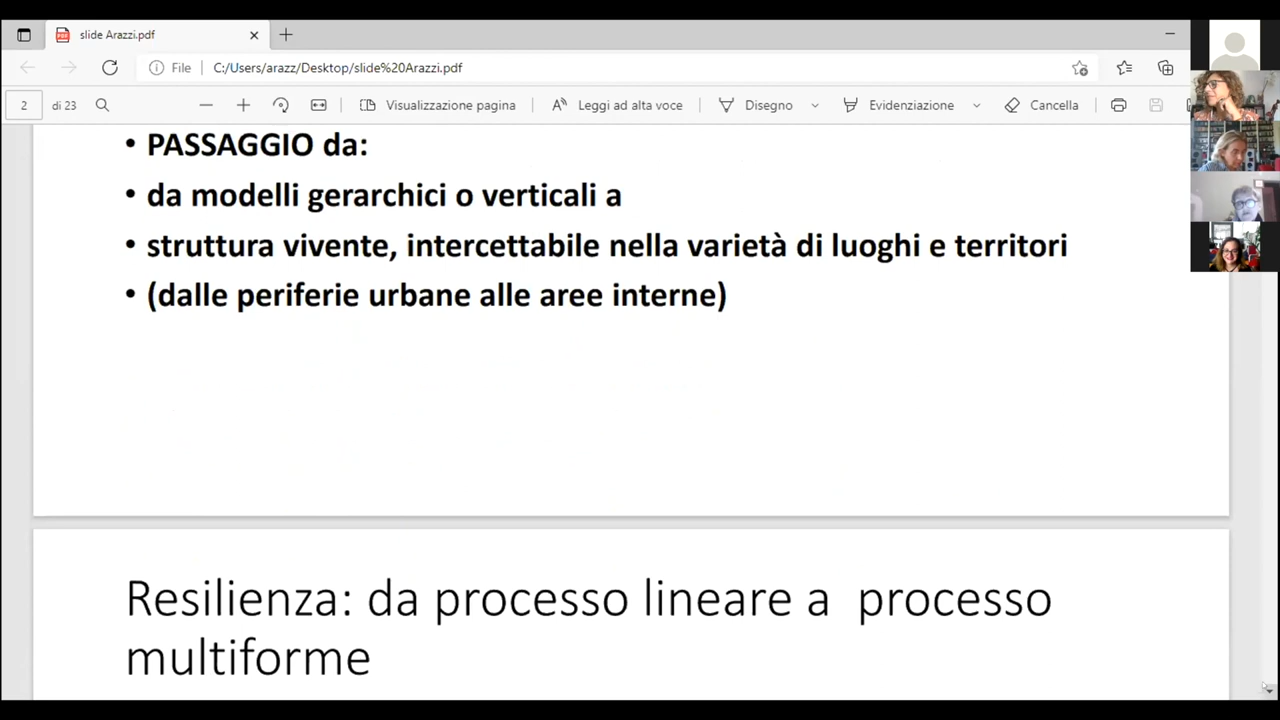 slide Arazzi.pdf
File
C:/Users/arazz/Desktop/slide%20Arazzi.pdf
2 di 23
Visualizzazione pagina
Leggi ad alta voce
Disegno
Evidenziazione
Cancella
• PASSAGGIO da:
• da modelli gerarchici o verticali a
• struttura vivente, intercettabile nella varietà di luoghi e territori
• (dalle periferie urbane alle aree interne)
Resilienza: da processo lineare a processo
multiforme